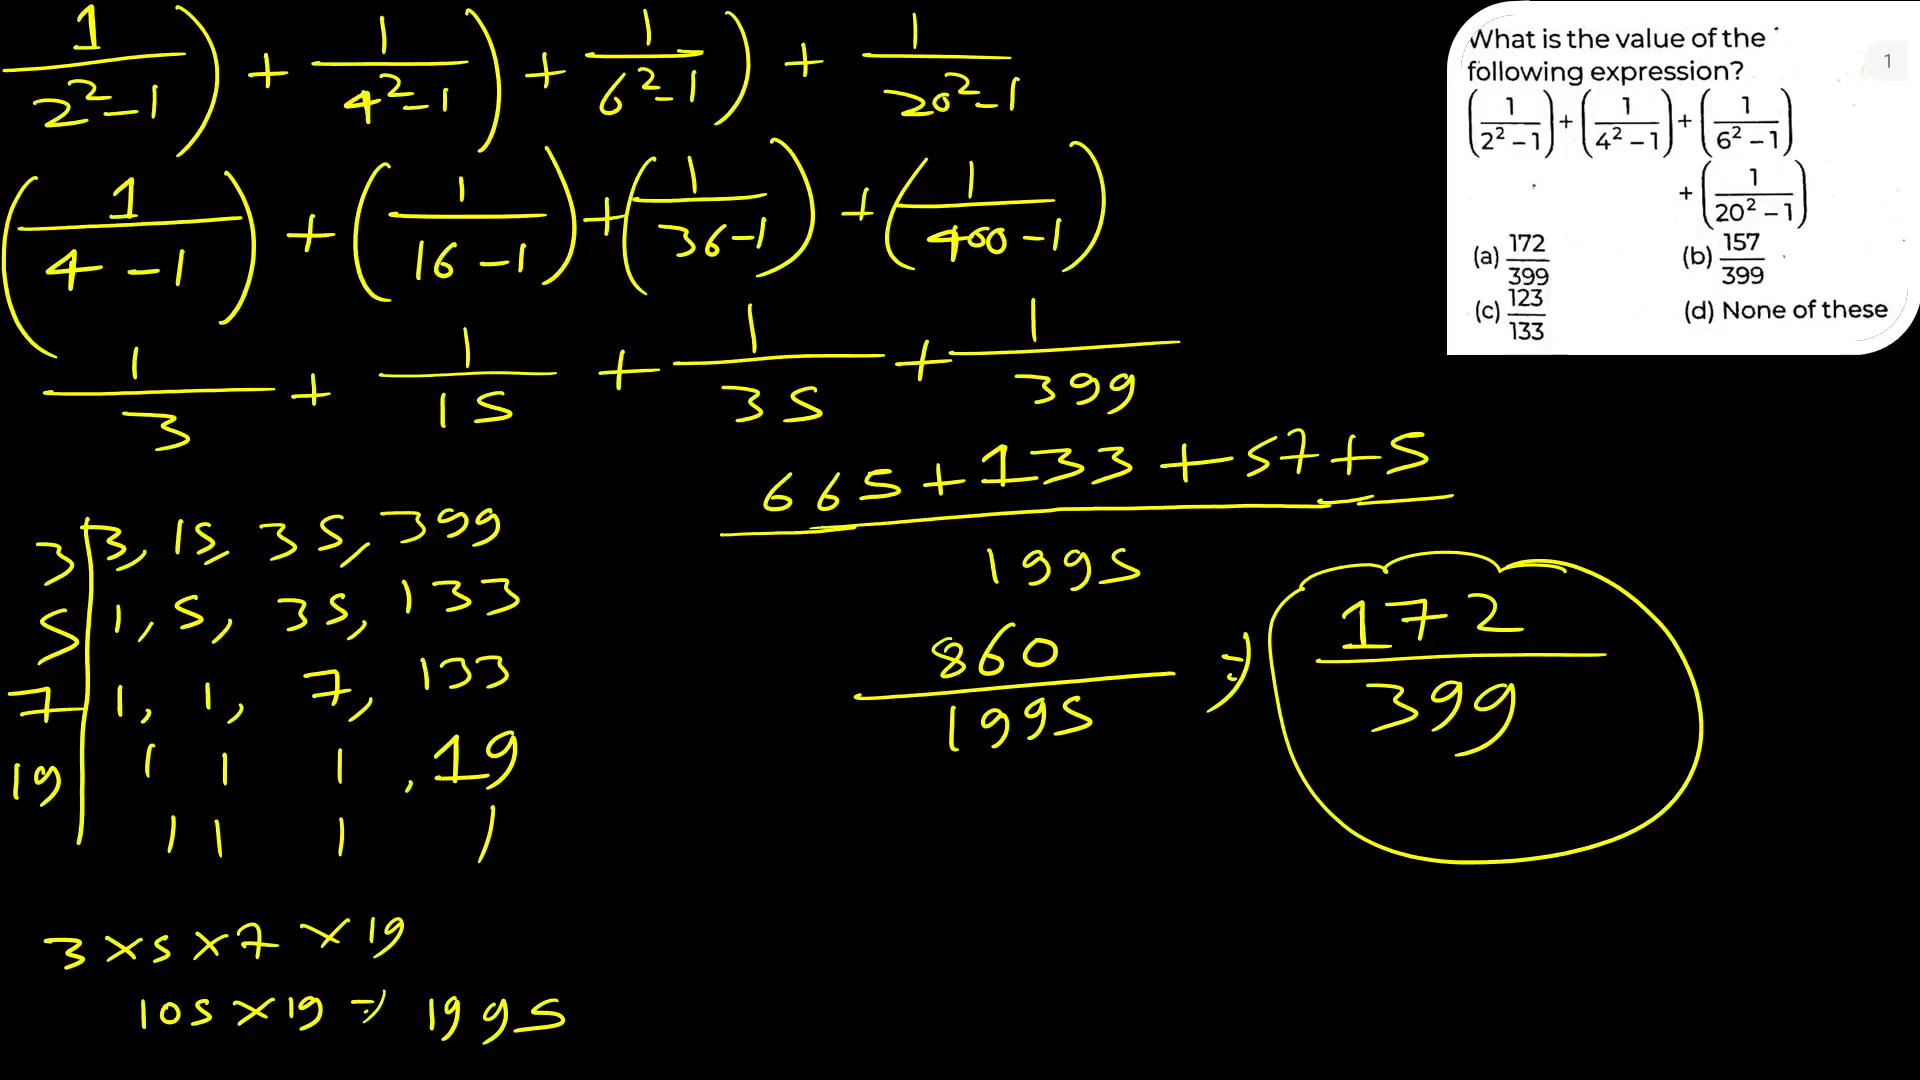 1/(2²-1)) + 1/(4²-1)) + 1/(6²-1)) + 1/(20²-1)
(1/(4-1)) + (1/(16-1)) + (1/(36-1)) + (1/(400-1))
1/3 + 1/15 + 1/35 + 1/399
3 | 3, 15, 35, 399
5 | 1, 5, 35, 133
7 | 1, 1, 7, 133
19 | 1 1 1, 19
1 1 1 1
3×5×7×19
105×19 ⇒ 1995
(665+133+57+5)/1995
860/1995 ⇒ 172/399
What is the value of the
following expression?
(1/(2²-1)) + (1/(4²-1)) + (1/(6²-1))
+ (1/(20²-1))
(a) 172/399 (b) 157/399
(c) 123/133 (d) None of these
1